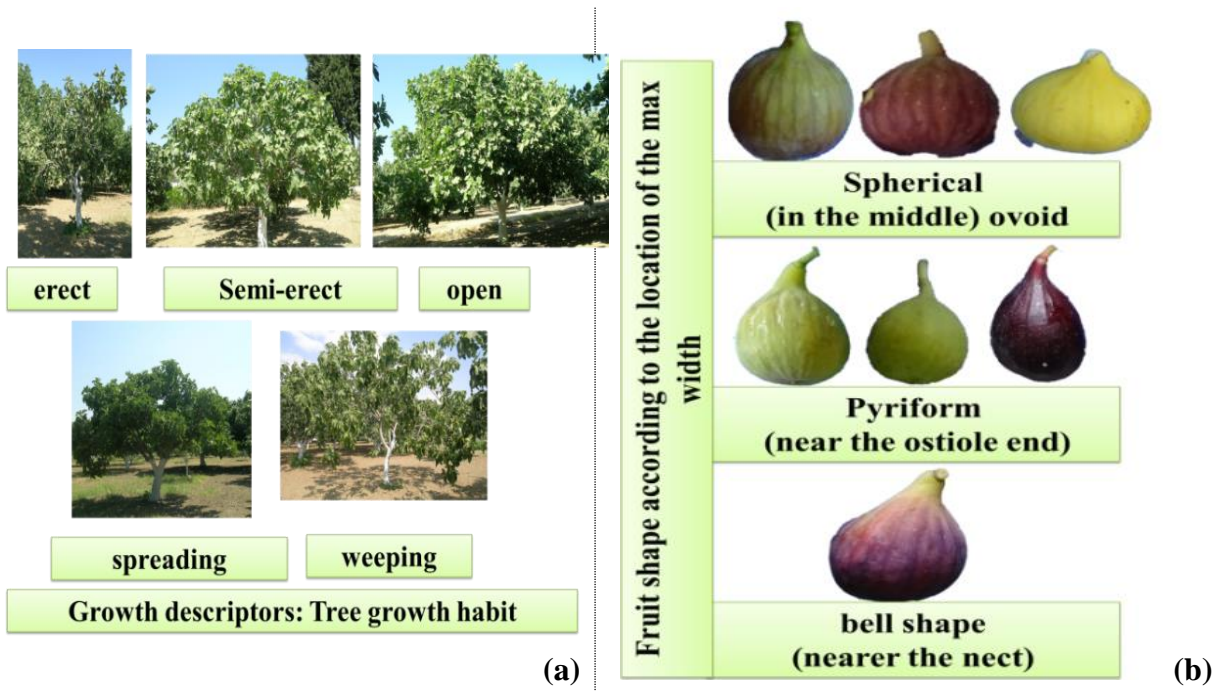 erect
Semi-erect
open
spreading
weeping
Growth descriptors: Tree growth habit
(a)
Fruit shape according to the location of the max
width
Spherical
(in the middle) ovoid
Pyriform
(near the ostiole end)
bell shape
(nearer the nect)
(b)